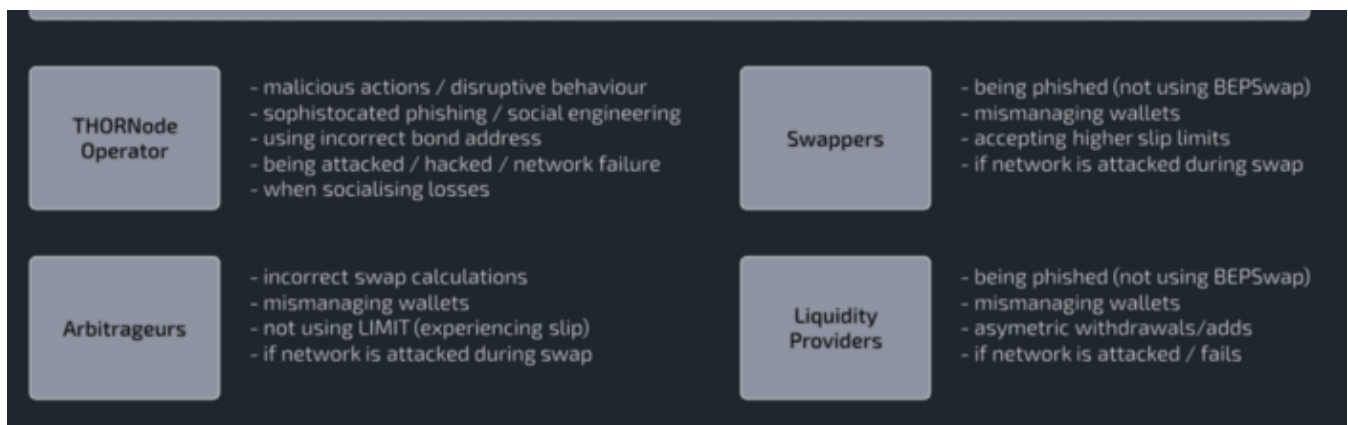 THORNode
Operator
- malicious actions / disruptive behaviour
- sophistocated phishing / social engineering
- using incorrect bond address
- being attacked / hacked / network failure
- when socialising losses
Swappers
- being phished (not using BEPSwap)
- mismanaging wallets
- accepting higher slip limits
- if network is attacked during swap
Arbitrageurs
- incorrect swap calculations
- mismanaging wallets
- not using LIMIT (experiencing slip)
- if network is attacked during swap
Liquidity
Providers
- being phished (not using BEPSwap)
- mismanaging wallets
- asymetric withdrawals/adds
- if network is attacked / fails